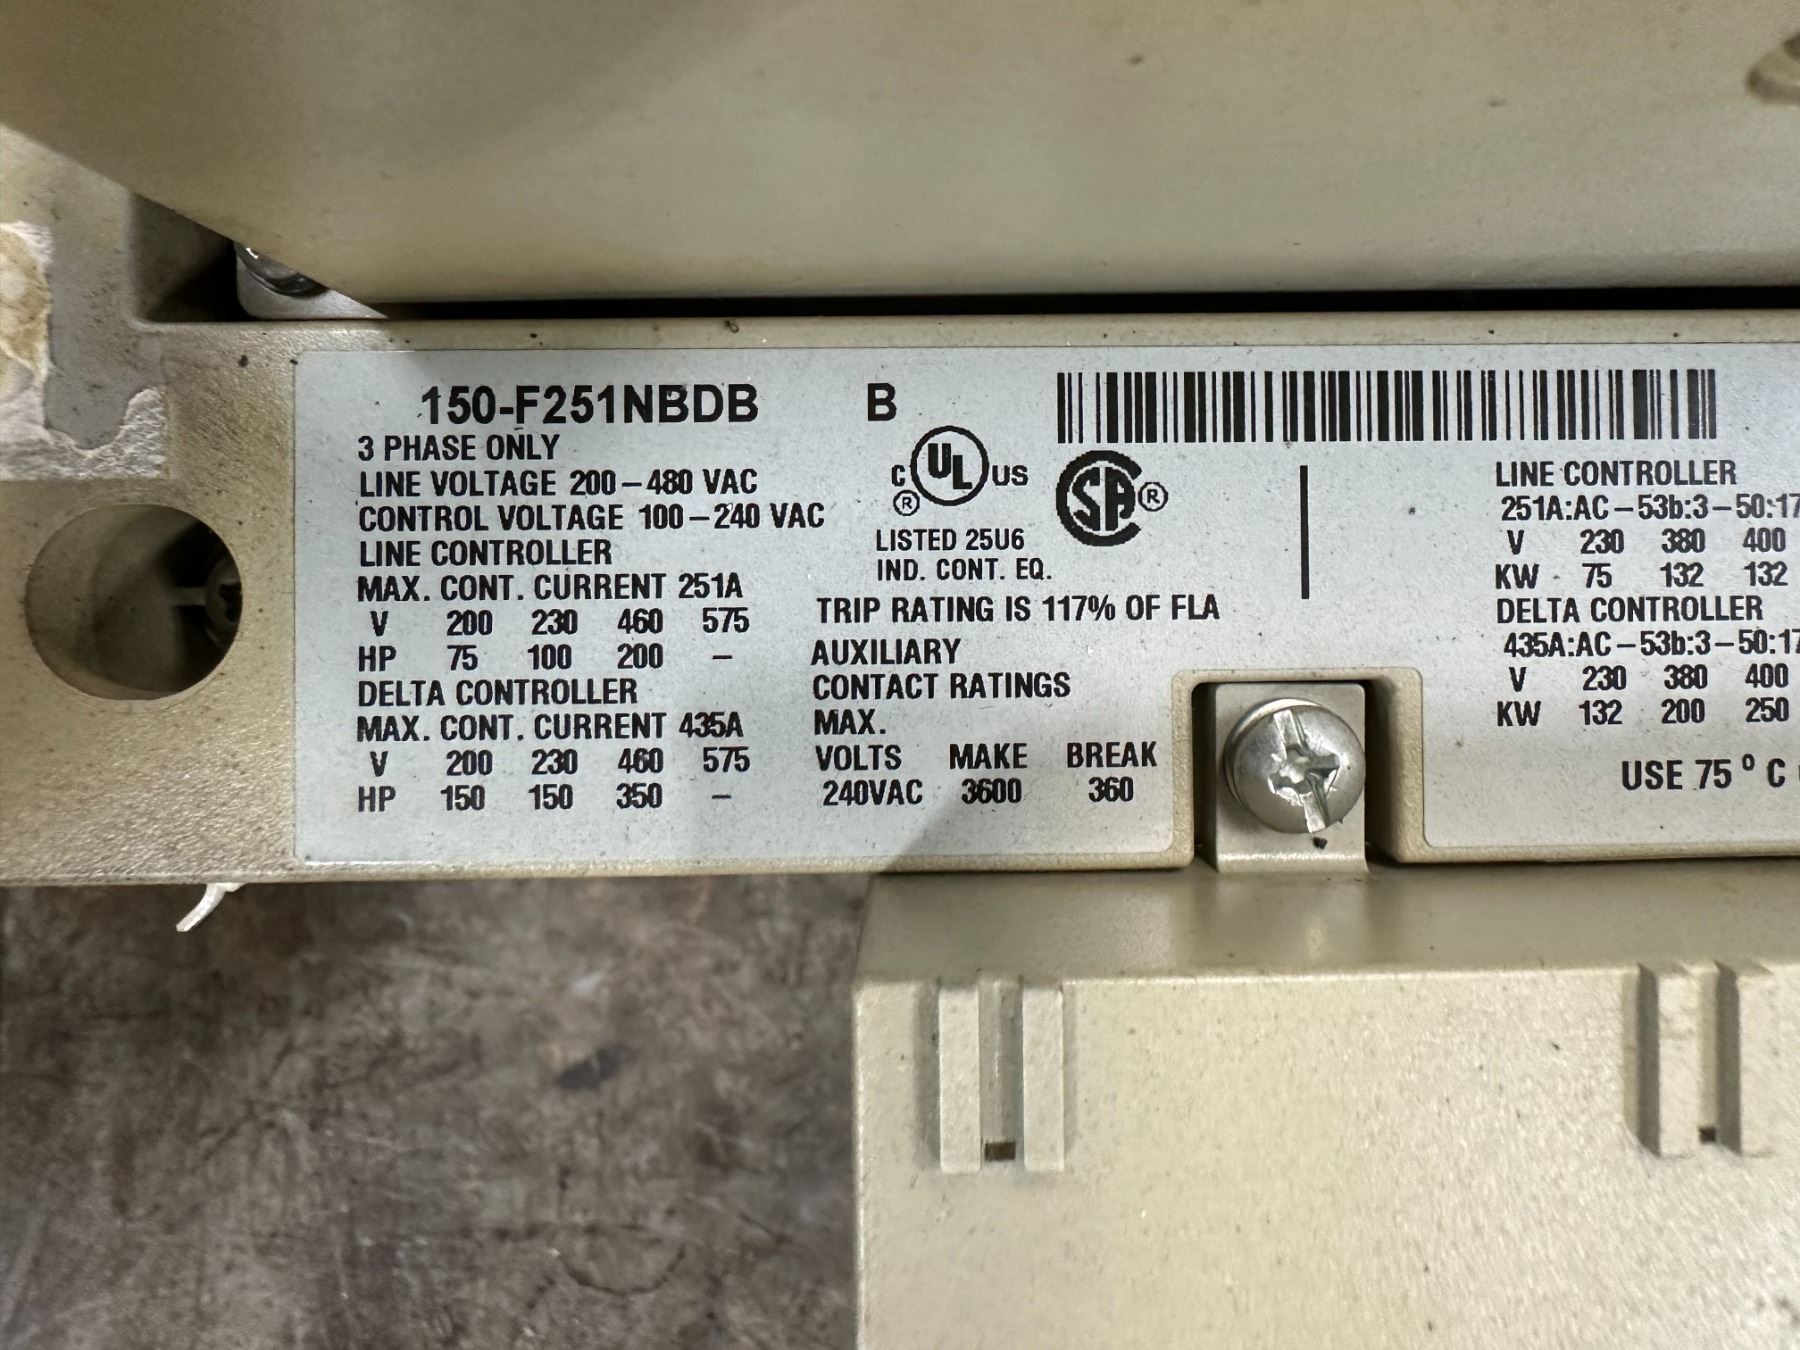 150-F251NBDB B
3 PHASE ONLY
LINE VOLTAGE 200–480 VAC
CONTROL VOLTAGE 100–240 VAC
LINE CONTROLLER
MAX. CONT. CURRENT 251A
V 200 230 460 575
HP 75 100 200 –
DELTA CONTROLLER
MAX. CONT. CURRENT 435A
V 200 230 460 575
HP 150 150 350 –
C UL US
®
SA ®
LISTED 25U6
IND. CONT. EQ.
TRIP RATING IS 117% OF FLA
AUXILIARY
CONTACT RATINGS
MAX.
VOLTS MAKE BREAK
240VAC 3600 360
LINE CONTROLLER
251A:AC–53b:3–50:17
V 230 380 400
KW 75 132 132
DELTA CONTROLLER
435A:AC–53b:3–50:17
V 230 380 400
KW 132 200 250
USE 75 ° C